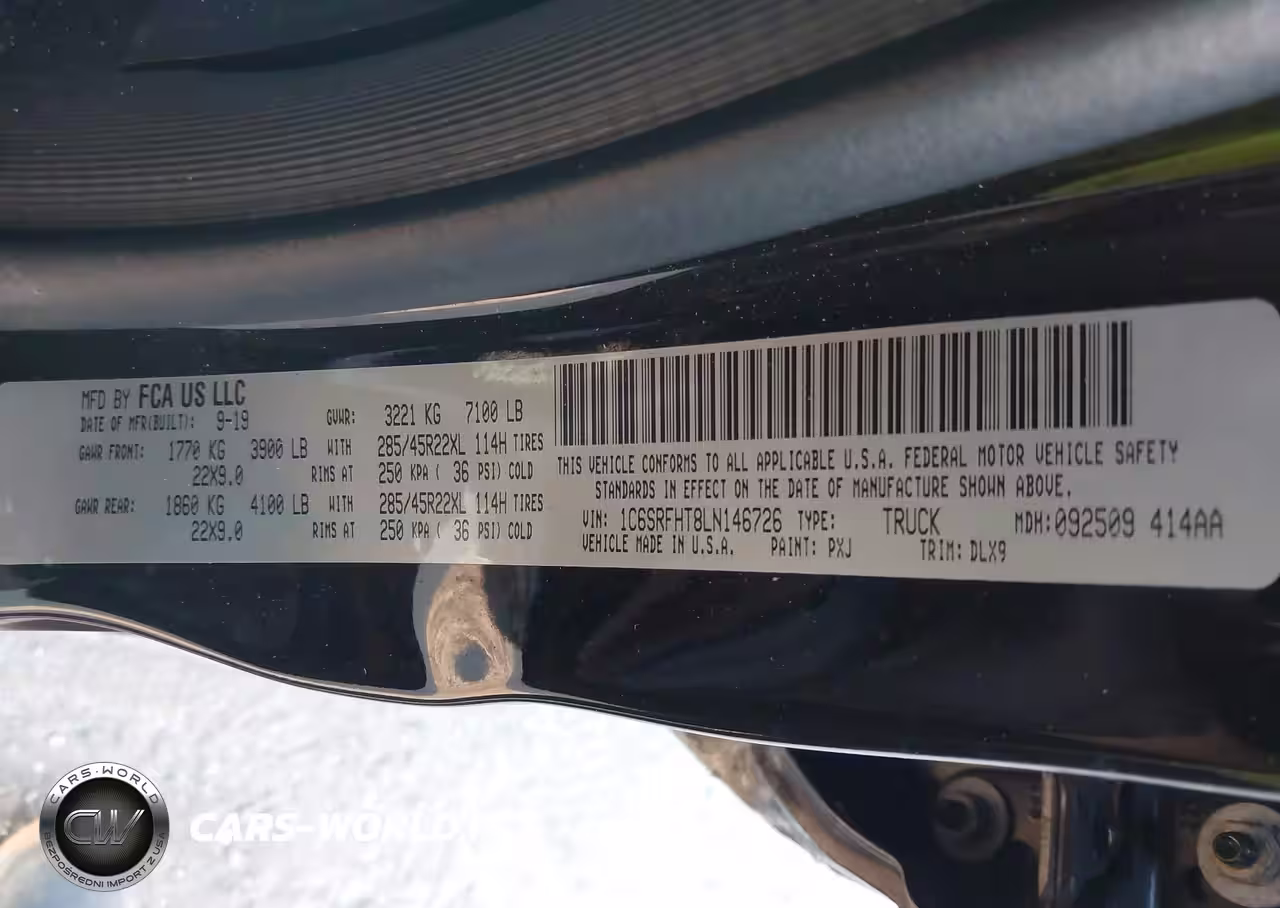 MFD BY FCA US LLC
DATE OF MFR(BUILT): 9-19 GVWR: 3221 KG 7100 LB
GAWR FRONT: 1770 KG 3900 LB WITH 285/45R22XL 114H TIRES
22X9.0 RIMS AT 250 KPA ( 36 PSI) COLD
GAWR REAR: 1860 KG 4100 LB WITH 285/45R22XL 114H TIRES
22X9.0 RIMS AT 250 KPA ( 36 PSI) COLD
THIS VEHICLE CONFORMS TO ALL APPLICABLE U.S.A. FEDERAL MOTOR VEHICLE SAFETY
STANDARDS IN EFFECT ON THE DATE OF MANUFACTURE SHOWN ABOVE.
VIN: 1C6SRFHT8LN146726 TYPE: TRUCK MDH:092509 414AA
VEHICLE MADE IN U.S.A. PAINT: PXJ TRIM: DLX9
CARS-WORLD
CW
BEZPOŚREDNI IMPORT Z USA
CARS-WORLD